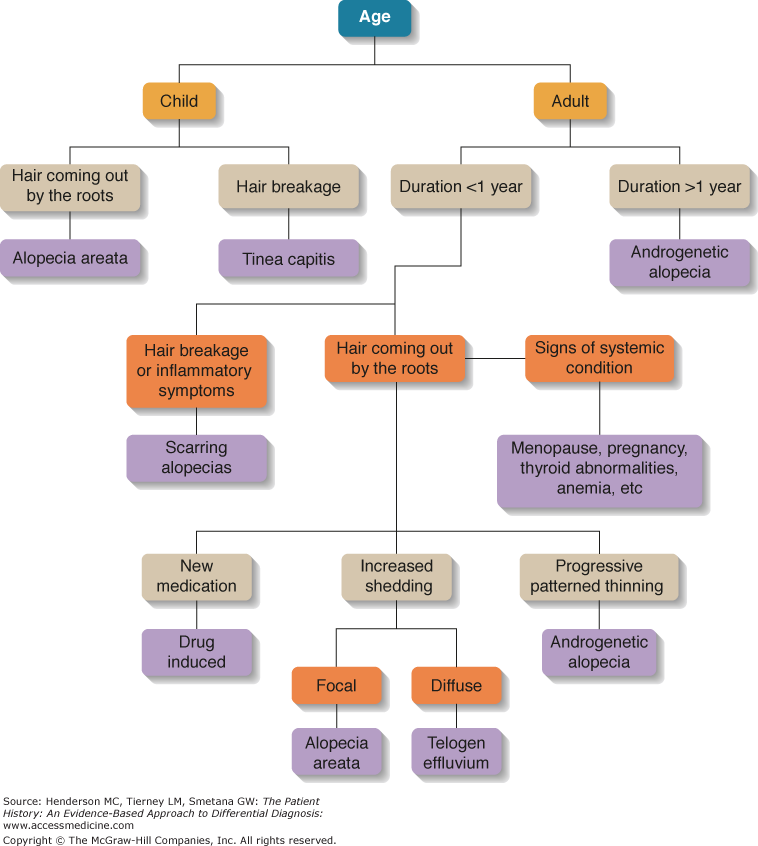 Age
Child
Adult
Hair coming out
by the roots
Hair breakage
Duration <1 year
Duration >1 year
Alopecia areata
Tinea capitis
Androgenetic
alopecia
Hair breakage
or inflammatory
symptoms
Hair coming out
by the roots
Signs of systemic
condition
Scarring
alopecias
Menopause, pregnancy,
thyroid abnormalities,
anemia, etc
New
medication
Increased
shedding
Progressive
patterned thinning
Drug
induced
Androgenetic
alopecia
Focal
Diffuse
Alopecia
areata
Telogen
effluvium
Source: Henderson MC, Tierney LM, Smetana GW: The Patient
History: An Evidence-Based Approach to Differential Diagnosis:
www.accessmedicine.com
Copyright © The McGraw-Hill Companies, Inc. All rights reserved.